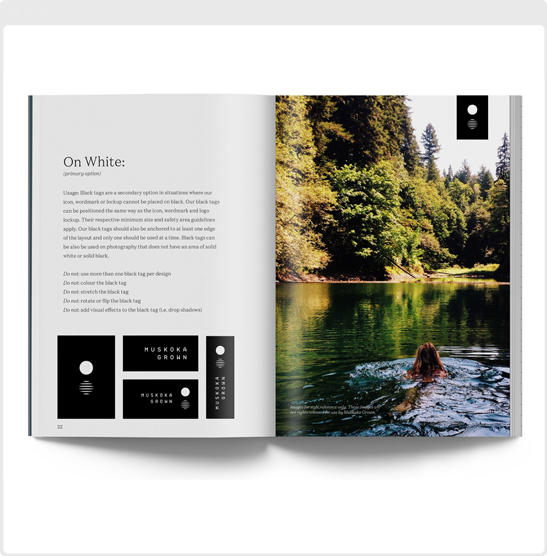 On White:
(primary option)
Usage: Black tags are a secondary option in situations where our
icon, wordmark or lockup cannot be placed on black. Our black tags
can be positioned the same way as the icon, wordmark and logo
lockup. Their respective minimum size and safety area guidelines
apply. Our black tags should also be anchored to at least one edge
of the layout and only one should be used at a time. Black tags can
be also be used on photography that does not have an area of solid
white or solid black.
Do not: use more than one black tag per design
Do not: colour the black tag
Do not: stretch the black tag
Do not: rotate or flip the black tag
Do not: add visual effects to the black tag (i.e. drop shadows)
MUSKOKA
GROWN
MUSKOKA
GROWN
MUSKOKA
GROWN
22
Images for style reference only. These images do
not rights released for use by Muskoka Grown.